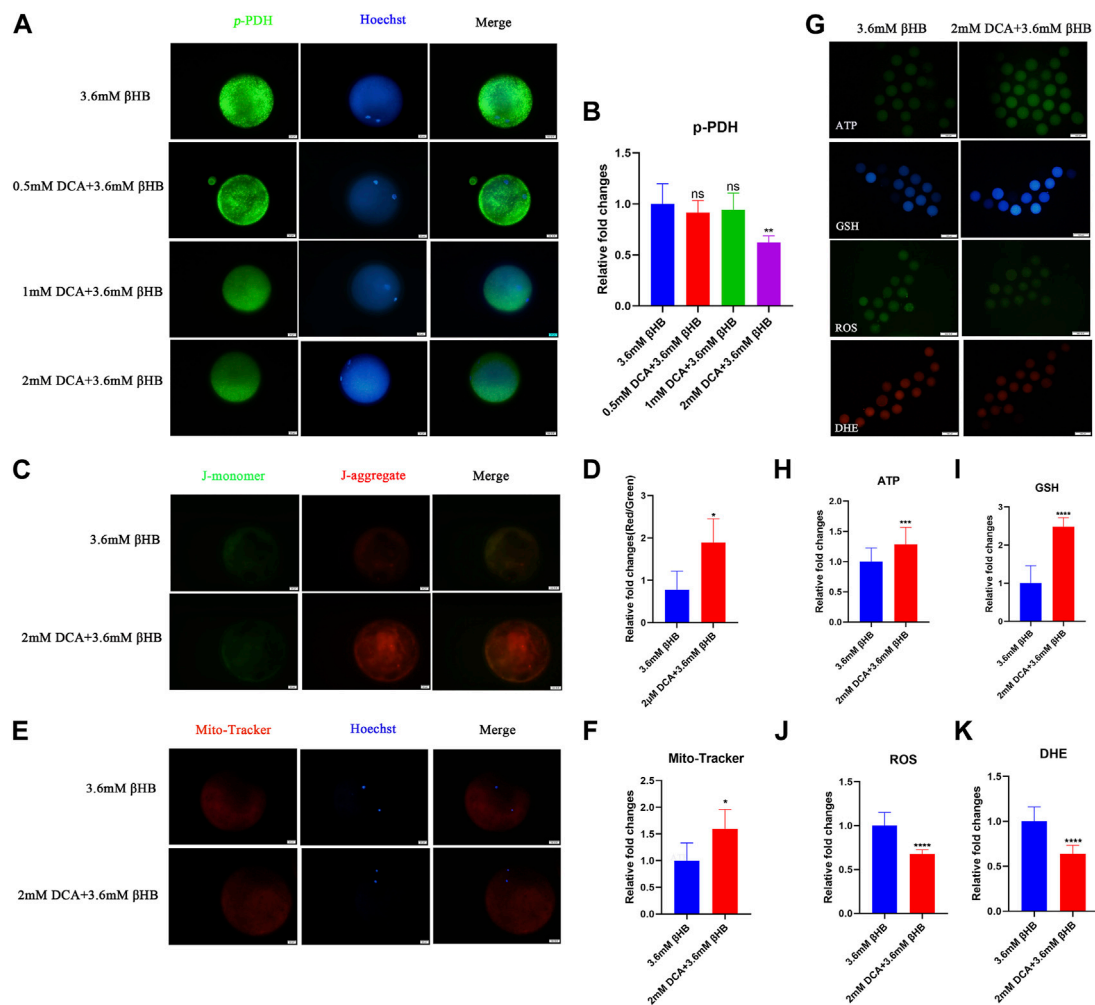 A
p-PDH
Hoechst
Merge
3.6mM βHB
0.5mM DCA+3.6mM βHB
1mM DCA+3.6mM βHB
2mM DCA+3.6mM βHB
B
p-PDH
Relative fold changes
1.5
1.0
0.5
0.0
ns
ns
**
3.6mM βHB
0.5mM DCA+3.6mM βHB
1mM DCA+3.6mM βHB
2mM DCA+3.6mM βHB
G
3.6mM βHB
2mM DCA+3.6mM βHB
ATP
GSH
ROS
DHE
C
J-monomer
J-aggregate
Merge
3.6mM βHB
2mM DCA+3.6mM βHB
D
Relative fold changes(Red/Green)
3
2
1
0
*
3.6mM βHB
2μM DCA+3.6mM βHB
H
ATP
Relative fold changes
2.0
1.5
1.0
0.5
0.0
***
3.6mM βHB
2mM DCA+3.6mM βHB
I
GSH
Relative fold changes
3
2
1
0
****
3.6mM βHB
2mM DCA+3.6mM βHB
E
Mito-Tracker
Hoechst
Merge
3.6mM βHB
2mM DCA+3.6mM βHB
F
Mito-Tracker
Relative fold changes
2.5
2.0
1.5
1.0
0.5
0.0
*
3.6mM βHB
2mM DCA+3.6mM βHB
J
ROS
Relative fold changes
1.5
1.0
0.5
0.0
****
3.6mM βHB
2mM DCA+3.6mM βHB
K
DHE
Relative fold changes
1.5
1.0
0.5
0.0
****
3.6mM βHB
2mM DCA+3.6mM βHB